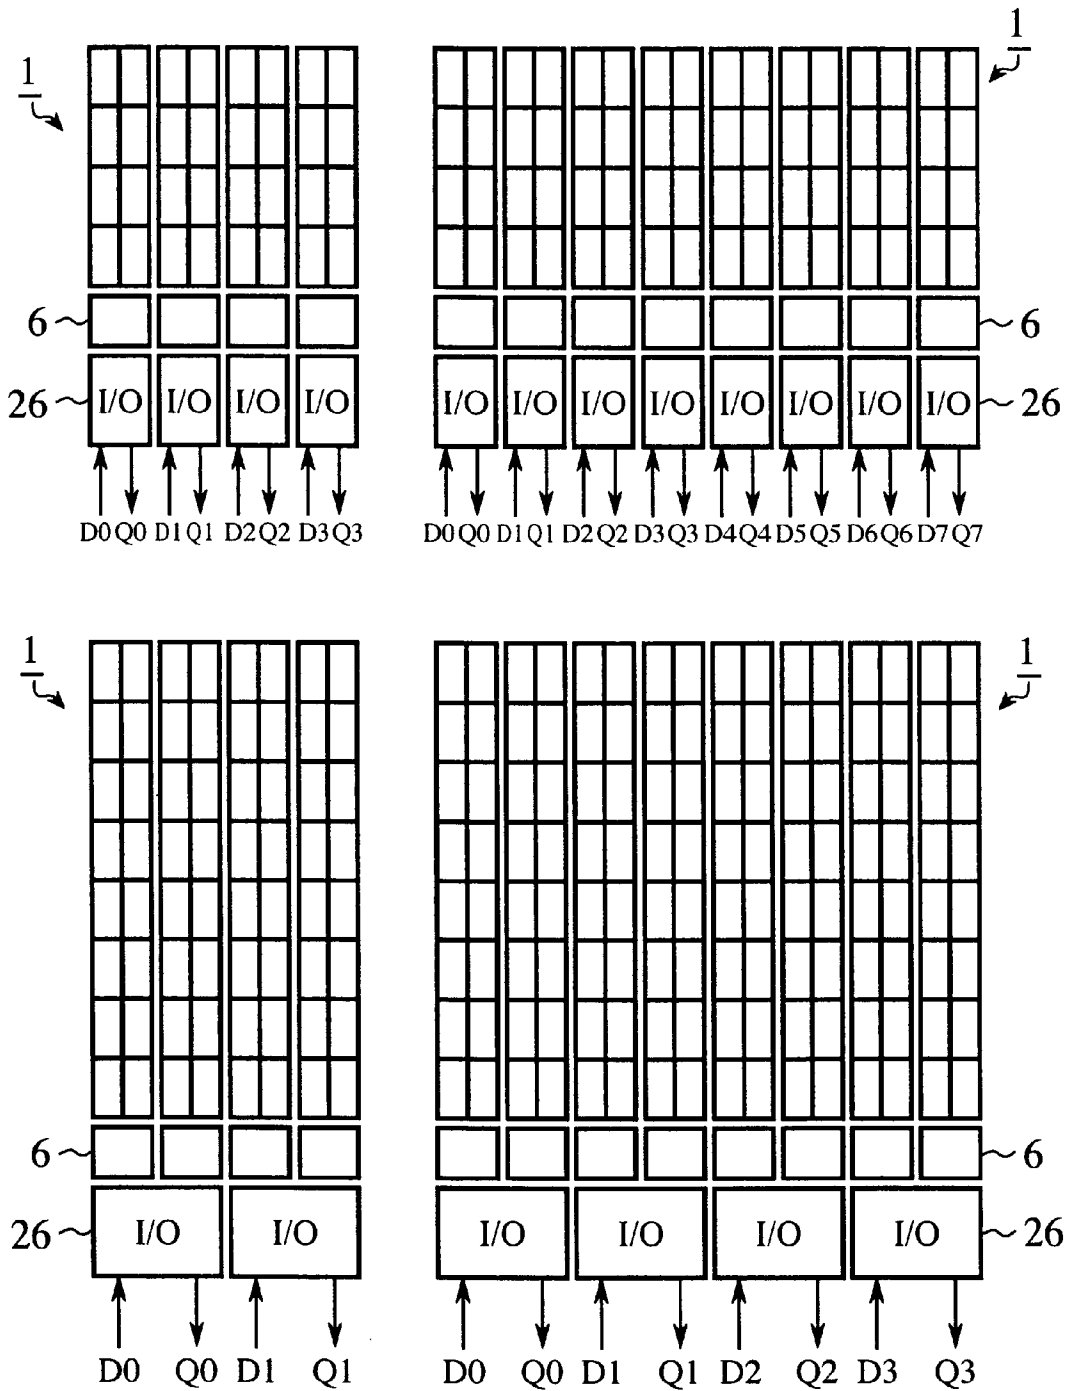 1
1
6
6
26 I/O I/O I/O I/O
I/O I/O I/O I/O I/O I/O I/O I/O 26
D0 Q0 D1 Q1 D2 Q2 D3 Q3
D0 Q0 D1 Q1 D2 Q2 D3 Q3 D4 Q4 D5 Q5 D6 Q6 D7 Q7
1
1
6
6
26 I/O I/O
I/O I/O I/O I/O 26
D0 Q0 D1 Q1
D0 Q0 D1 Q1 D2 Q2 D3 Q3